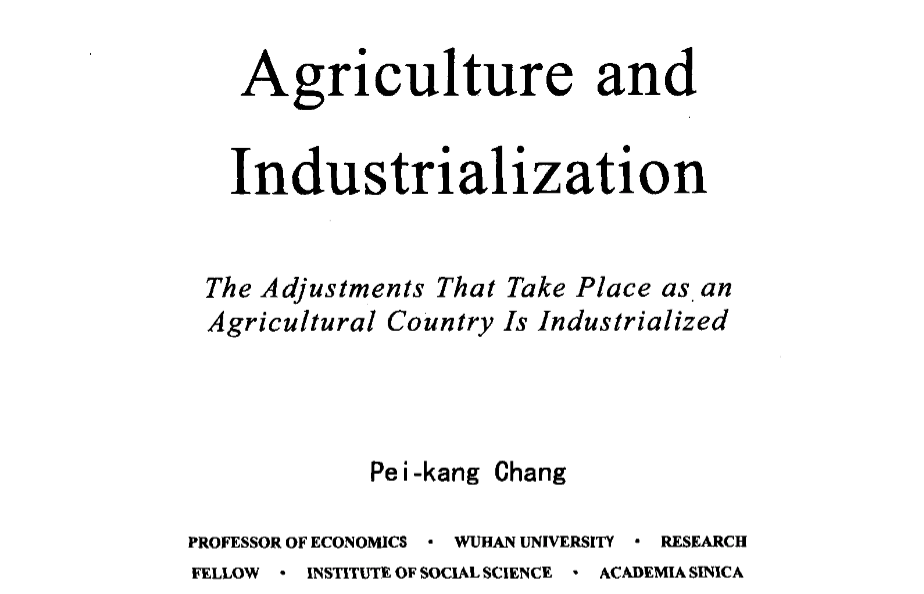 Agriculture and
Industrialization
The Adjustments That Take Place as an
Agricultural Country Is Industrialized
Pei-kang Chang
PROFESSOR OF ECONOMICS · WUHAN UNIVERSITY · RESEARCH
FELLOW · INSTITUTE OF SOCIAL SCIENCE · ACADEMIA SINICA